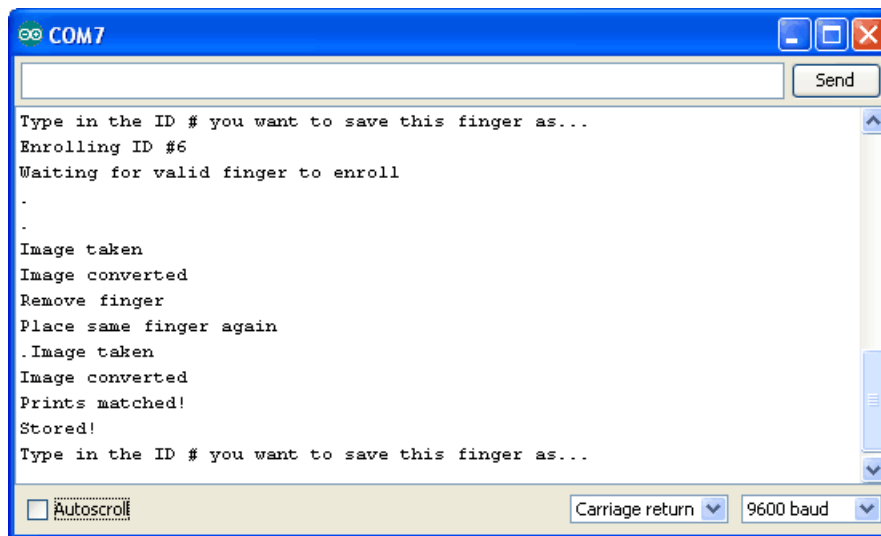 COM7
Send
Type in the ID # you want to save this finger as...
Enrolling ID #6
Waiting for valid finger to enroll
.
.
Image taken
Image converted
Remove finger
Place same finger again
.Image taken
Image converted
Prints matched!
Stored!
Type in the ID # you want to save this finger as...
Autoscroll Carriage return 9600 baud